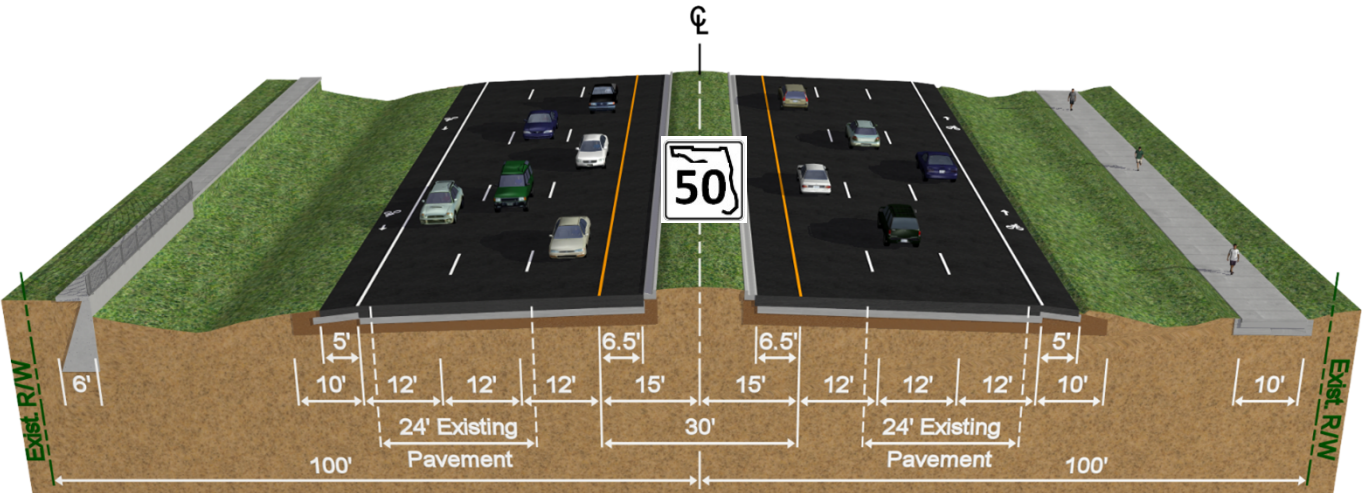 ℄
50
5' 6.5' 6.5' 5'
6' 10' 12' 12' 12' 15' 15' 12' 12' 12' 10' 10'
24' Existing 30' 24' Existing
Pavement Pavement
100' 100'
Exist. R/W
Exist. R/W